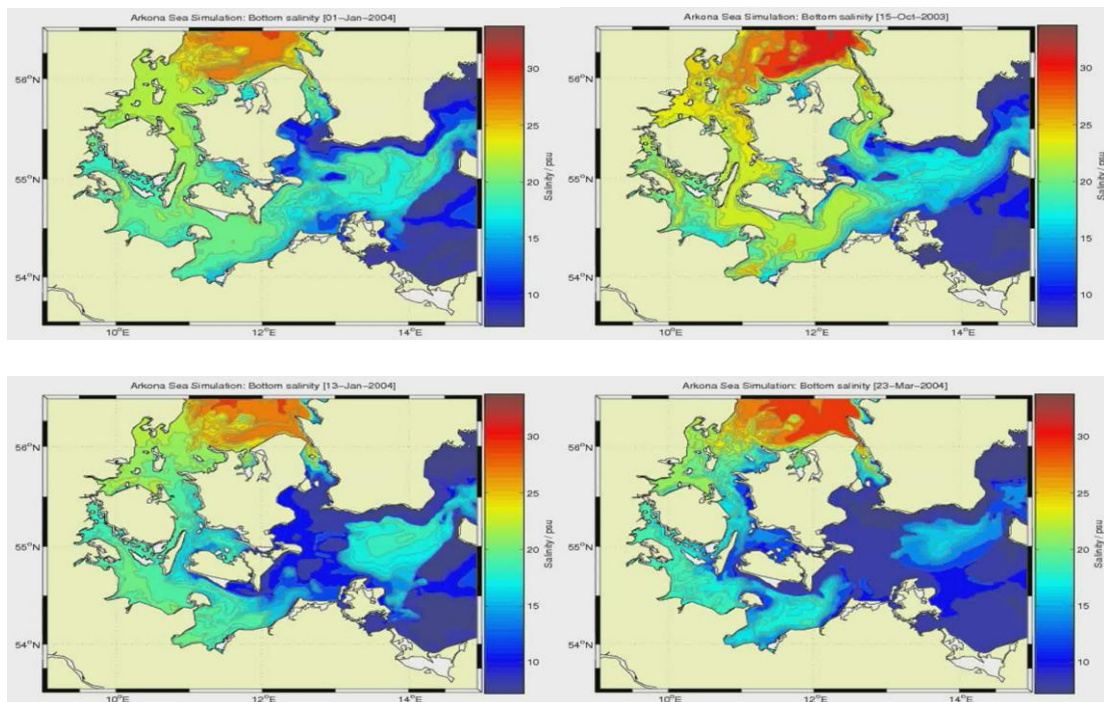 Arkona Sea Simulation: Bottom salinity [01-Jan-2004]
56°N
55°N
54°N
10°E
12°E
14°E
30
25
20
15
10
Salinity / psu
Arkona Sea Simulation: Bottom salinity [15-Oct-2003]
56°N
55°N
54°N
10°E
12°E
14°E
30
25
20
15
10
Salinity / psu
Arkona Sea Simulation: Bottom salinity [13-Jan-2004]
56°N
55°N
54°N
10°E
12°E
14°E
30
25
20
15
10
Salinity / psu
Arkona Sea Simulation: Bottom salinity [23-Mar-2004]
56°N
55°N
54°N
10°E
12°E
14°E
30
25
20
15
10
Salinity / psu